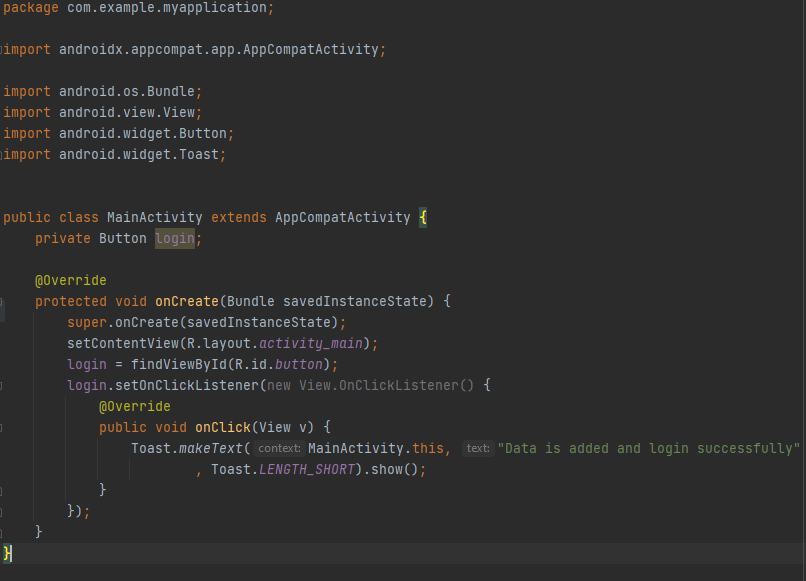 package com.example.myapplication;
import androidx.appcompat.app.AppCompatActivity;
import android.os.Bundle;
import android.view.View;
import android.widget.Button;
import android.widget.Toast;
public class MainActivity extends AppCompatActivity {
private Button login;
@Override
protected void onCreate(Bundle savedInstanceState) {
super.onCreate(savedInstanceState);
setContentView(R.layout.activity_main);
login = findViewById(R.id.button);
login.setOnClickListener(new View.OnClickListener() {
@Override
public void onClick(View v) {
Toast.makeText( context: MainActivity.this, text: "Data is added and login successfully"
, Toast.LENGTH_SHORT).show();
}
});
}
}